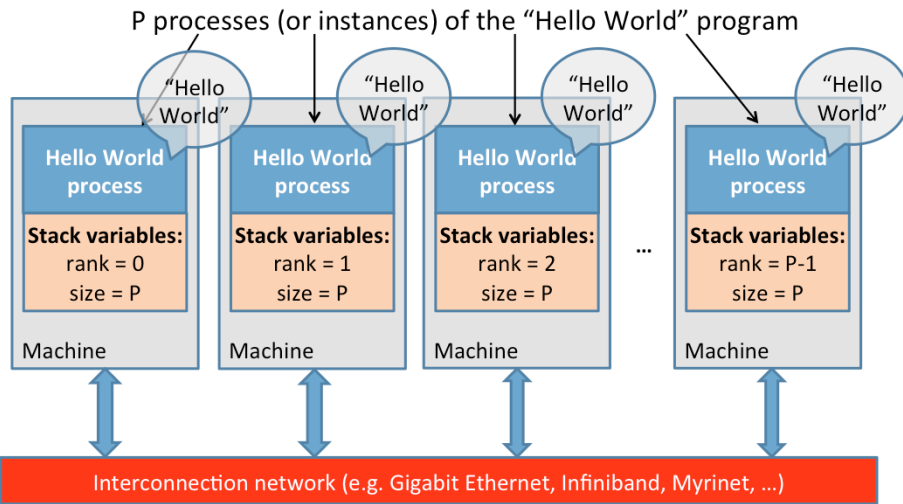 P processes (or instances) of the “Hello World” program
“Hello
World”
“Hello
World”
“Hello
World”
“Hello
World”
Hello World
process
Stack variables:
rank = 0
size = P
Machine
Hello World
process
Stack variables:
rank = 1
size = P
Machine
Hello World
process
Stack variables:
rank = 2
size = P
Machine
...
Hello World
process
Stack variables:
rank = P-1
size = P
Machine
Interconnection network (e.g. Gigabit Ethernet, Infiniband, Myrinet, ...)